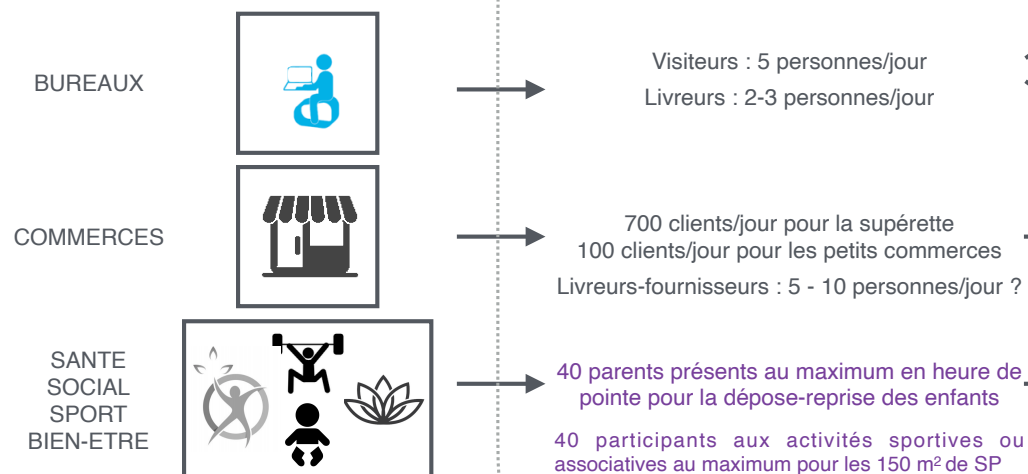 BUREAUX
Visiteurs : 5 personnes/jour
Livreurs : 2-3 personnes/jour
COMMERCES
700 clients/jour pour la supérette
100 clients/jour pour les petits commerces
Livreurs-fournisseurs : 5 - 10 personnes/jour ?
SANTE
SOCIAL
SPORT
BIEN-ETRE
40 parents présents au maximum en heure de
pointe pour la dépose-reprise des enfants
40 participants aux activités sportives ou
associatives au maximum pour les 150 m² de SP